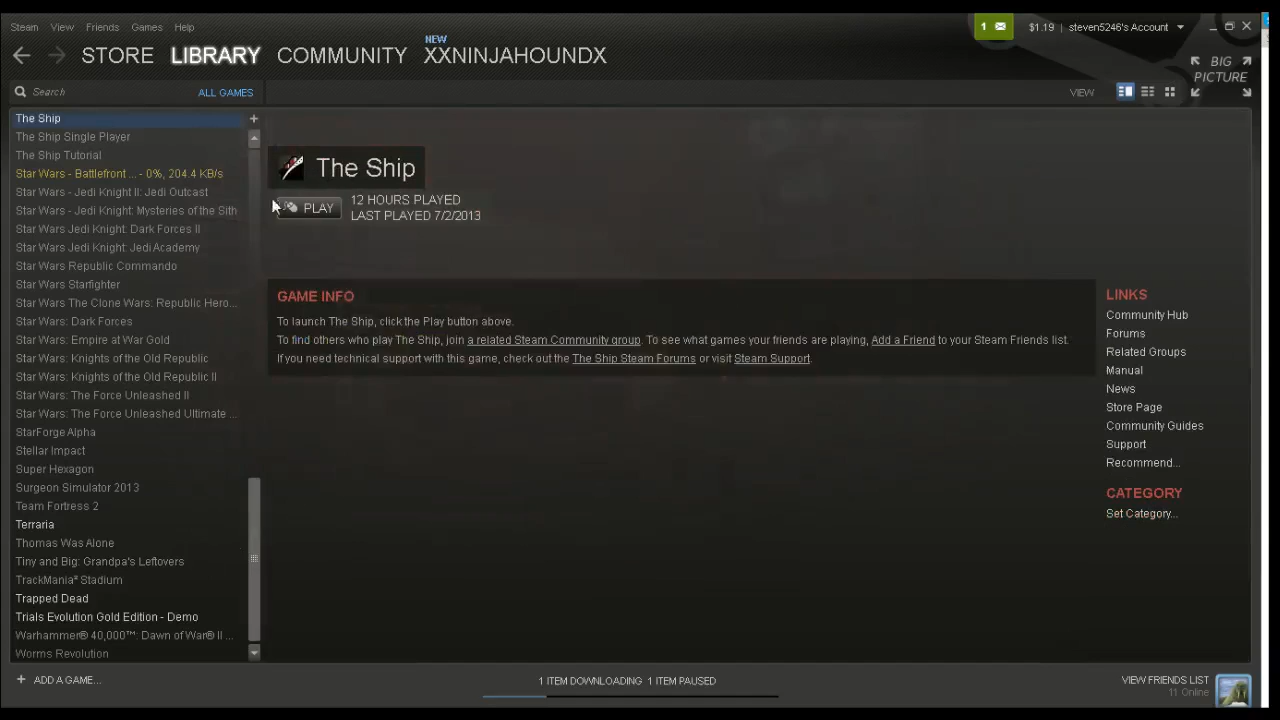 Steam View Friends Games Help
1 $1.19 | steven5246's Account
NEW
STORE LIBRARY COMMUNITY XXNINJAHOUNDX
BIG
PICTURE
Search ALL GAMES VIEW
The Ship +
The Ship Single Player
The Ship Tutorial
Star Wars - Battlefront ... - 0%, 204.4 KB/s
Star Wars - Jedi Knight II: Jedi Outcast
Star Wars - Jedi Knight: Mysteries of the Sith
Star Wars Jedi Knight: Dark Forces II
Star Wars Jedi Knight: Jedi Academy
Star Wars Republic Commando
Star Wars Starfighter
Star Wars The Clone Wars: Republic Hero...
Star Wars: Dark Forces
Star Wars: Empire at War Gold
Star Wars: Knights of the Old Republic
Star Wars: Knights of the Old Republic II
Star Wars: The Force Unleashed II
Star Wars: The Force Unleashed Ultimate ...
StarForge Alpha
Stellar Impact
Super Hexagon
Surgeon Simulator 2013
Team Fortress 2
Terraria
Thomas Was Alone
Tiny and Big: Grandpa's Leftovers
TrackMania² Stadium
Trapped Dead
Trials Evolution Gold Edition - Demo
Warhammer® 40,000™: Dawn of War® II ...
Worms Revolution
The Ship
PLAY
12 HOURS PLAYED
LAST PLAYED 7/2/2013
GAME INFO
To launch The Ship, click the Play button above.
To find others who play The Ship, join a related Steam Community group. To see what games your friends are playing, Add a Friend to your Steam Friends list.
If you need technical support with this game, check out the The Ship Steam Forums or visit Steam Support.
LINKS
Community Hub
Forums
Related Groups
Manual
News
Store Page
Community Guides
Support
Recommend...
CATEGORY
Set Category...
+ ADD A GAME...
1 ITEM DOWNLOADING 1 ITEM PAUSED
VIEW FRIENDS LIST
11 Online